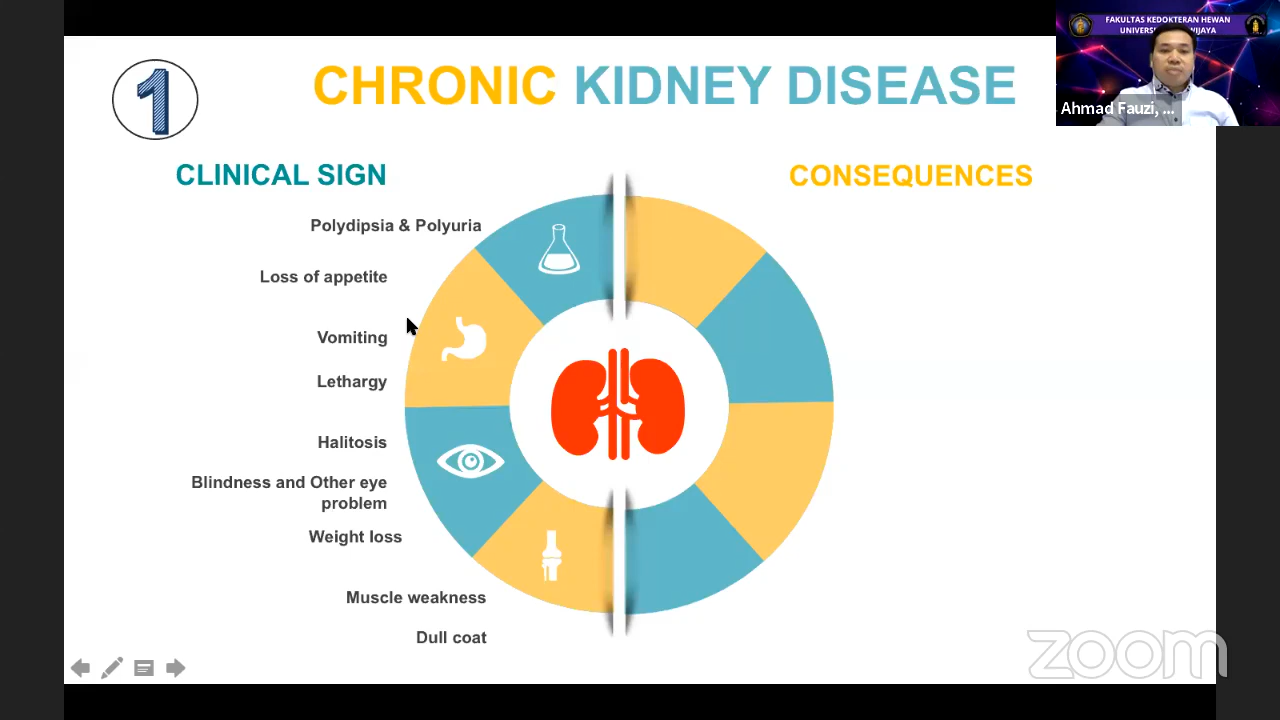 FAKULTAS KEDOKTERAN HEWAN
Ahmad Fauzi, ...
1
CHRONIC KIDNEY DISEASE
CLINICAL SIGN
Polydipsia & Polyuria
Loss of appetite
Vomiting
Lethargy
Halitosis
Blindness and Other eye
problem
Weight loss
Muscle weakness
Dull coat
CONSEQUENCES
zoom